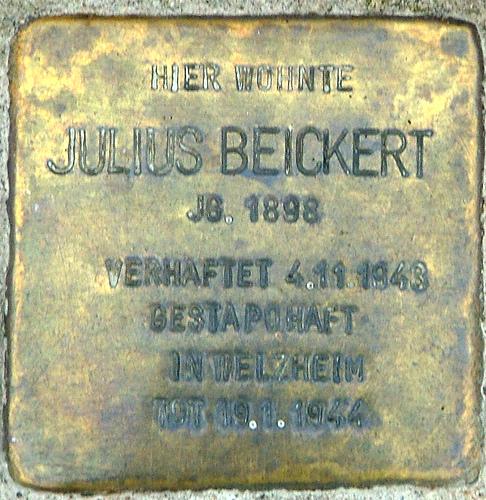 HIER WOHNTE
JULIUS BEICKERT
JG. 1898
VERHAFTET 4.11.1943
GESTAPOHAFT
IN WELZHEIM
TOT 19.1.1944